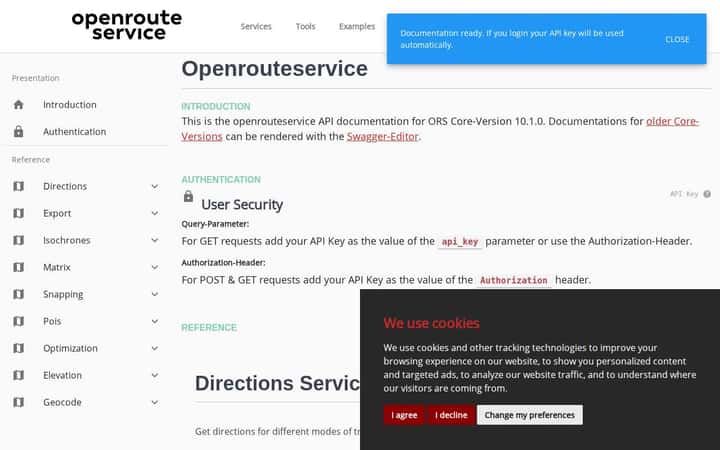 openroute
service
Services
Tools
Examples
Documentation ready. If you login your API key will be used
automatically.
CLOSE
Presentation
Introduction
Authentication
Reference
Directions
Export
Isochrones
Matrix
Snapping
Pois
Optimization
Elevation
Geocode
Openrouteservice
INTRODUCTION
This is the openrouteservice API documentation for ORS Core-Version 10.1.0. Documentations for older Core-
Versions can be rendered with the Swagger-Editor.
AUTHENTICATION
User Security
API Key
Query-Parameter:
For GET requests add your API Key as the value of the api_key parameter or use the Authorization-Header.
Authorization-Header:
For POST & GET requests add your API Key as the value of the Authorization header.
REFERENCE
Directions Servic
Get directions for different modes of
We use cookies
We use cookies and other tracking technologies to improve your
browsing experience on our website, to show you personalized content
and targeted ads, to analyze our website traffic, and to understand where
our visitors are coming from.
I agree
I decline
Change my preferences